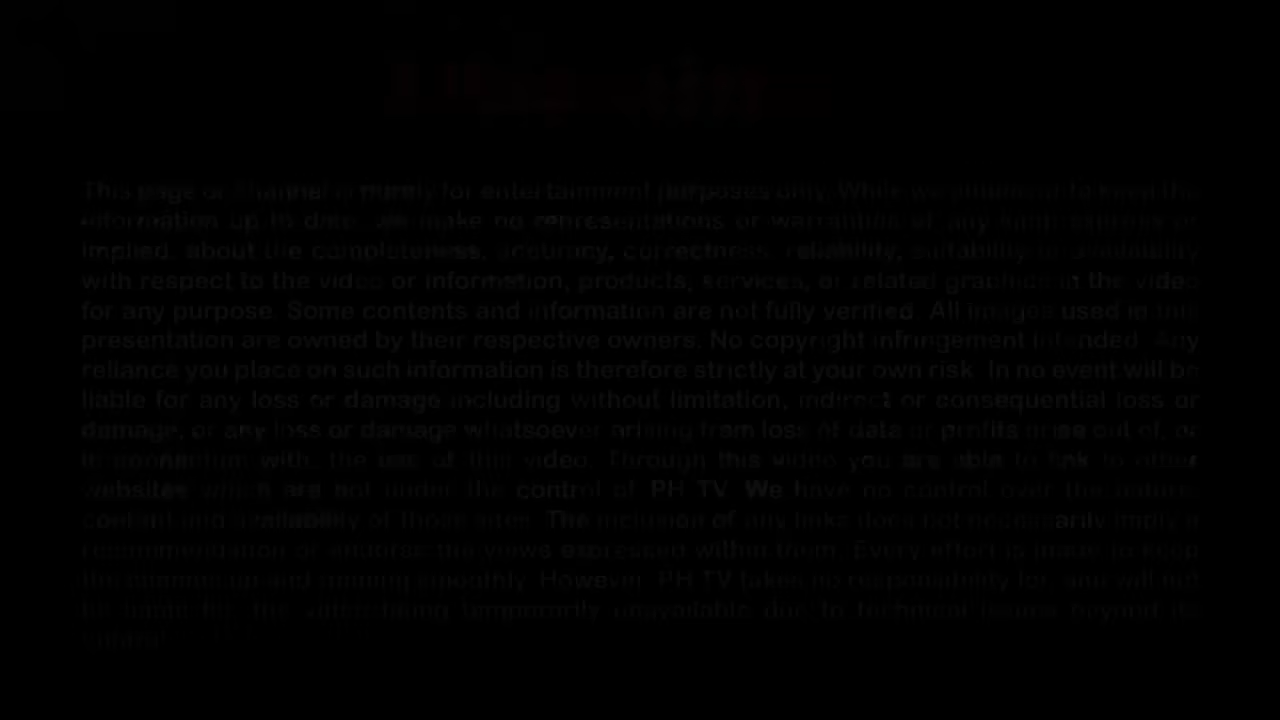 This page or Channel is merely for entertainment purposes only. While we
information up to date, we make no representations or warranties of any
implied, about the completeness, accuracy, correctness, reliability, suitability or availability
with respect to the video or information, products, services, or related graphics in the video
for any purpose. Some contents and information are not fully verified. All images used in this
presentation are owned by their respective owners. No copyright infringement intended. Any
reliance you place on such information is therefore strictly at your own risk. In no event will be
liable for any loss or damage including without limitation, indirect or consequential loss or
damage, or any loss or damage whatsoever arising from loss of data or profits arise out of, or
in connection with, the use of this video. Through this video you are able to link to other
websites which are not under the control of PH TV. We have no control over the nature,
content and availability of those sites. The inclusion of any links does not necessarily imply a
recommendation or endorse the views expressed within them. Every effort is made to keep
the and running smoothly. However, PH TV takes no responsibility for, and will not
be liable for, the video being temporarily unavailable due to technical issues beyond its